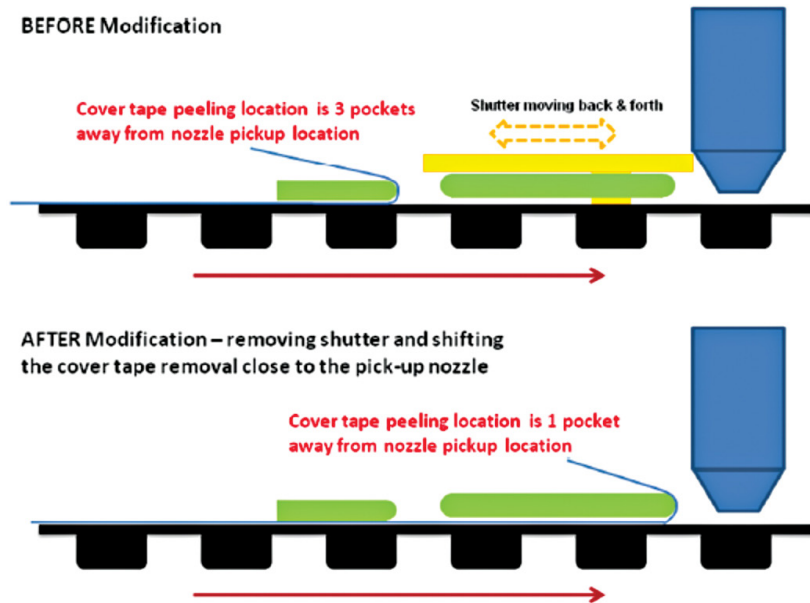 BEFORE Modification
Cover tape peeling location is 3 pockets
away from nozzle pickup location
Shutter moving back & forth
AFTER Modification – removing shutter and shifting
the cover tape removal close to the pick-up nozzle
Cover tape peeling location is 1 pocket
away from nozzle pickup location